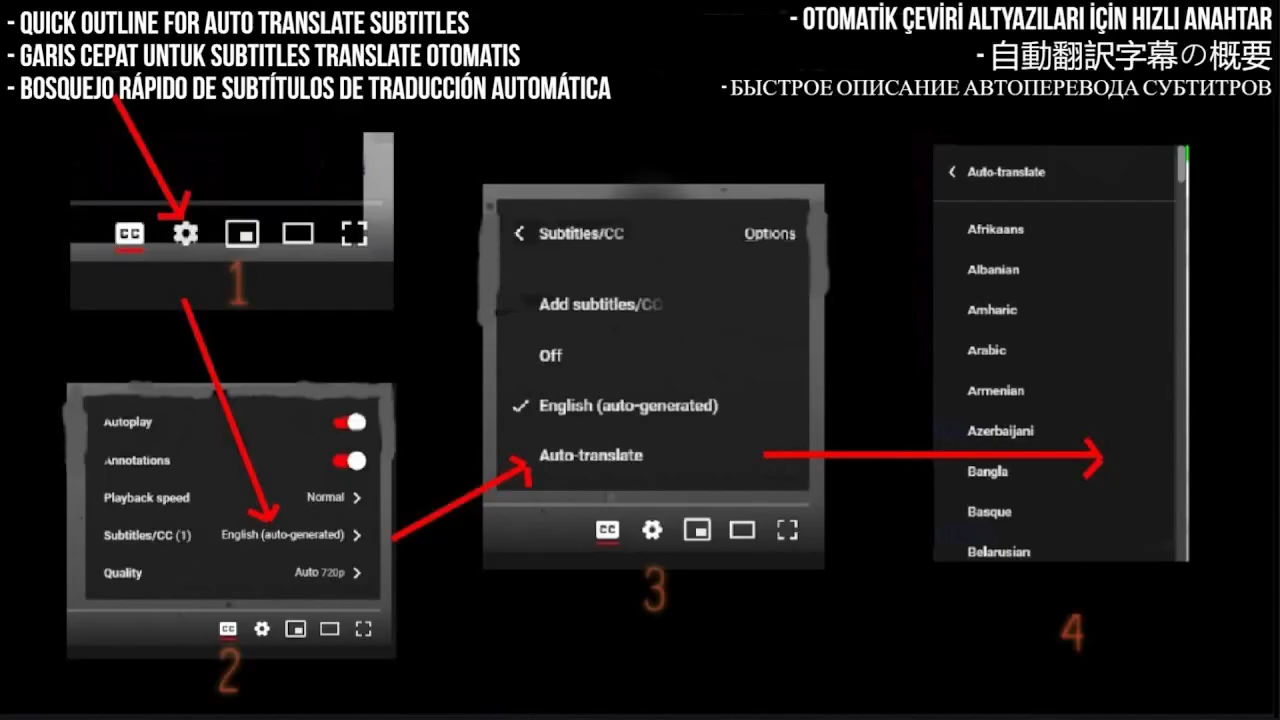 - QUICK OUTLINE FOR AUTO TRANSLATE SUBTITLES
- GARIS CEPAT UNTUK SUBTITLES TRANSLATE OTOMATIS
- BOSQUEJO RÁPIDO DE SUBTÍTULOS DE TRADUCCIÓN AUTOMÁTICA
- OTOMATİK ÇEVİRİ ALTYAZILARI İÇİN HIZLI ANAHTAR
- 自動翻訳字幕の概要
- БЫСТРОЕ ОПИСАНИЕ АВТОПЕРЕВОДА СУБТИТРОВ
CC
1
Autoplay
Annotations
Playback speed Normal
Subtitles/CC (1) English (auto-generated)
Quality Auto 720p
CC
2
Subtitles/CC Options
Add subtitles/CC
Off
English (auto-generated)
Auto-translate
CC
3
Auto-translate
Afrikaans
Albanian
Amharic
Arabic
Armenian
Azerbaijani
Bangla
Basque
Belarusian
4